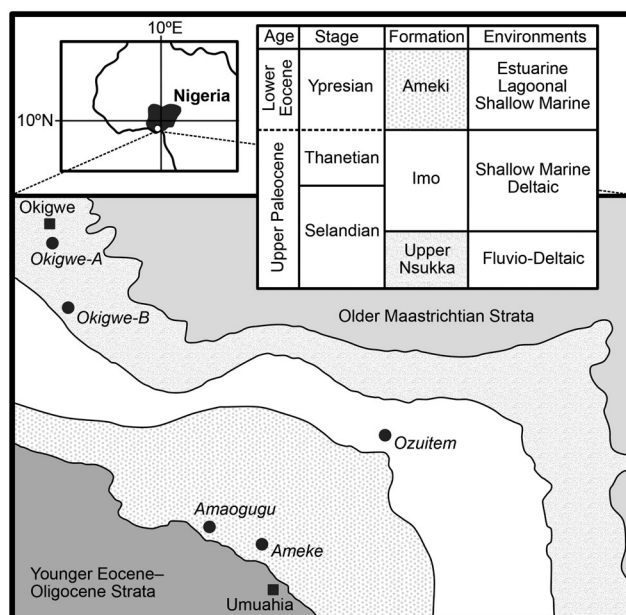 10°E
Nigeria
10°N
Age
Stage
Formation
Environments
Lower
Eocene
Ypresian
Ameki
Estuarine
Lagoonal
Shallow Marine
Upper Paleocene
Thanetian
Selandian
Imo
Shallow Marine
Deltaic
Upper
Nsukka
Fluvio-Deltaic
Okigwe
Okigwe-A
Okigwe-B
Older Maastrichtian Strata
Ozuitem
Amaogugu
Ameke
Younger Eocene–
Oligocene Strata
Umuahia